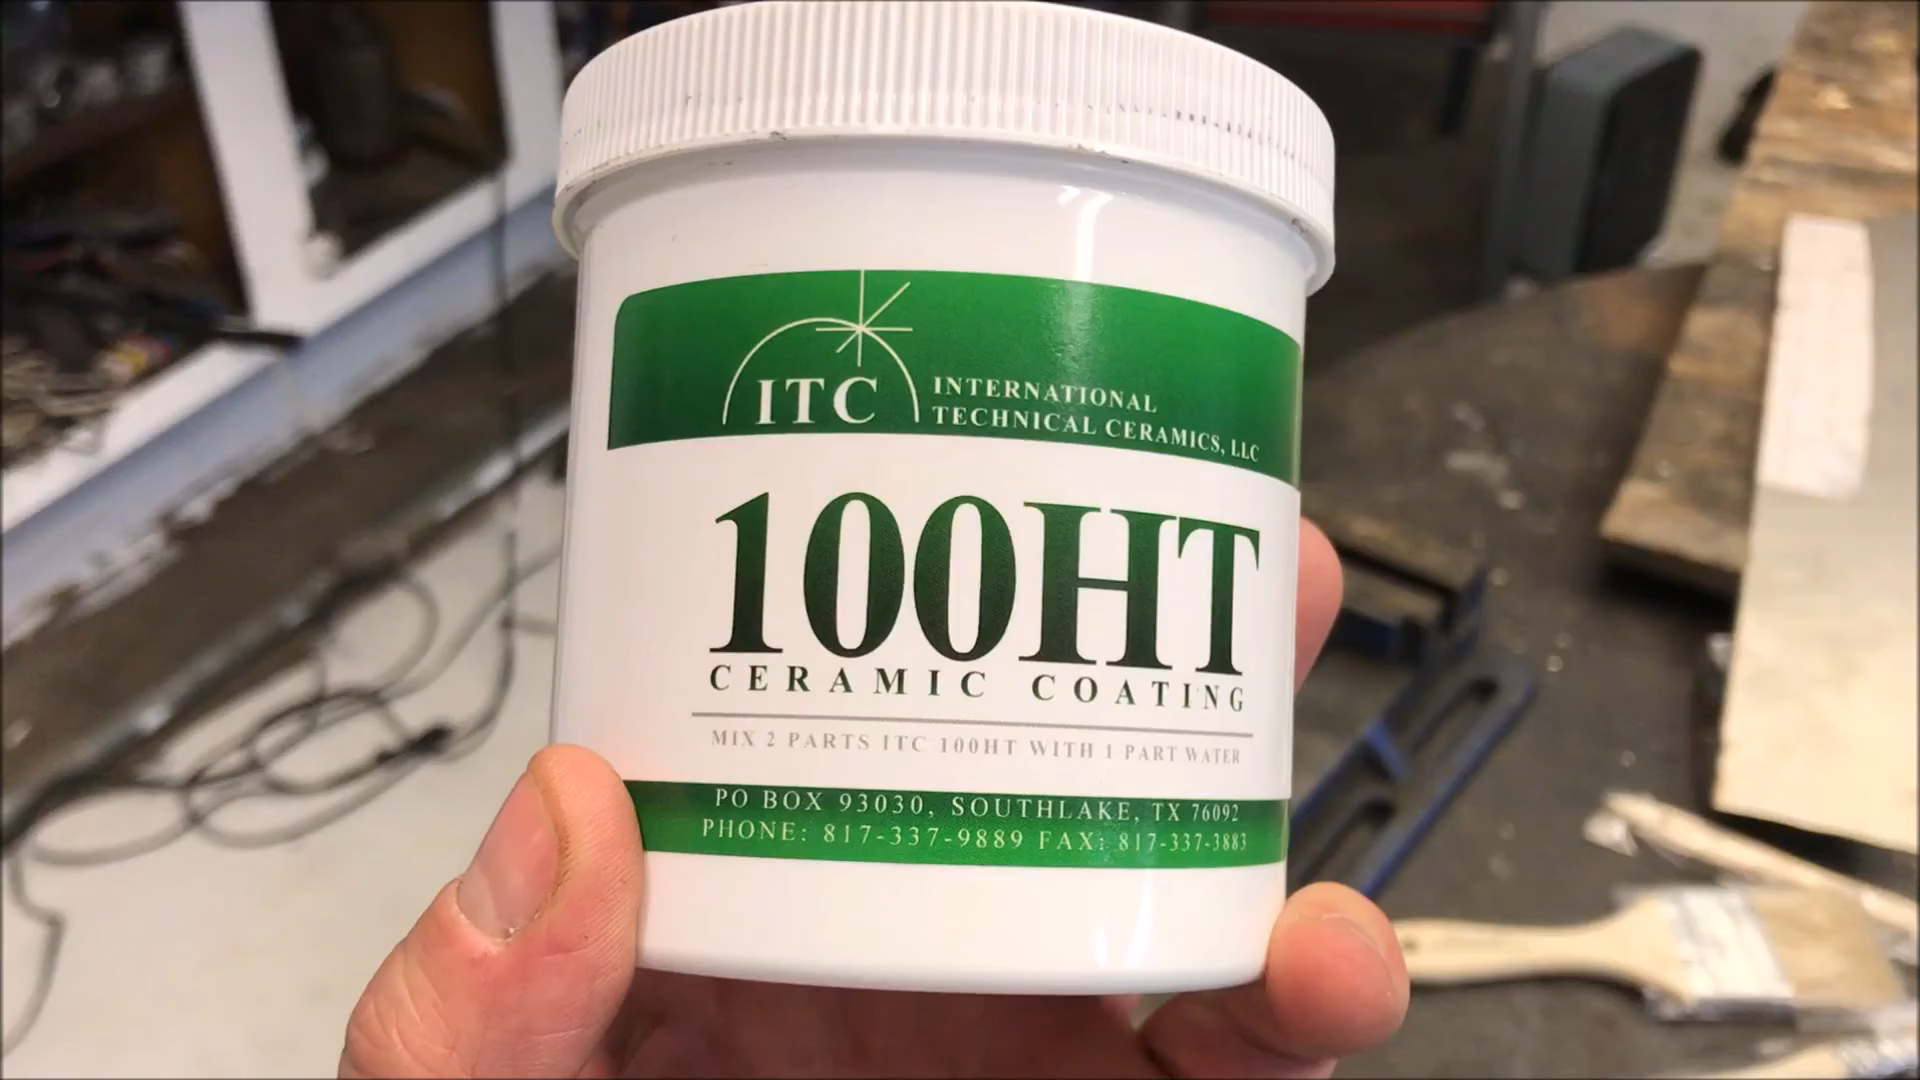 ITC
INTERNATIONAL
TECHNICAL CERAMICS, LLC
100HT
CERAMIC COATING
MIX 2 PARTS ITC 100HT WITH 1 PART WATER
PO BOX 93030, SOUTHLAKE, TX 76092
PHONE: 817-337-9889 FAX: 817-337-3883